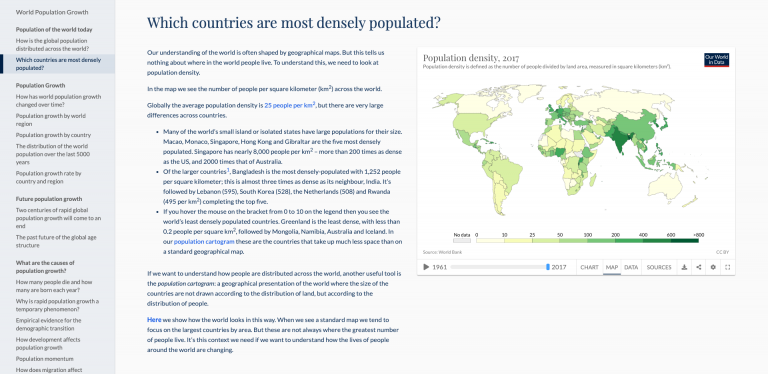 World Population Growth
Population of the world today
How is the global population
distributed across the world?
Which countries are most densely
populated?
Population Growth
How has world population growth
changed over time?
Population growth by world
region
Population growth by country
The distribution of the world
population over the last 5000
years
Population growth rate by
country and region
Future population growth
Two centuries of rapid global
population growth will come to an
end
The past future of the global age
structure
What are the causes of
population growth?
How many people die and how
many are born each year?
Why is rapid population growth a
temporary phenomenon?
Empirical evidence for the
demographic transition
How development affects
population growth
Population momentum
How does migration affect
Which countries are most densely populated?
Our understanding of the world is often shaped by geographical maps. But this tells us
nothing about where in the world people live. To understand this, we need to look at
population density.
In the map we see the number of people per square kilometer (km²) across the world.
Globally the average population density is 25 people per km², but there are very large
differences across countries.
• Many of the world's small island or isolated states have large populations for their size.
Macao, Monaco, Singapore, Hong Kong and Gibraltar are the five most densely
populated. Singapore has nearly 8,000 people per km² – more than 200 times as dense
as the US, and 2000 times that of Australia.
• Of the larger countries¹, Bangladesh is the most densely-populated with 1,252 people
per square kilometer; this is almost three times as dense as its neighbour, India. It's
followed by Lebanon (595), South Korea (528), the Netherlands (508) and Rwanda
(495 per km²) completing the top five.
• If you hover the mouse on the bracket from 0 to 10 on the legend then you see the
world's least densely populated countries. Greenland is the least dense, with less than
0.2 people per square km², followed by Mongolia, Namibia, Australia and Iceland. In
our population cartogram these are the countries that take up much less space than on
a standard geographical map.
If we want to understand how people are distributed across the world, another useful tool is
the population cartogram: a geographical presentation of the world where the size of the
countries are not drawn according to the distribution of land, but according to the
distribution of people.
Here we show how the world looks in this way. When we see a standard map we tend to
focus on the largest countries by area. But these are not always where the greatest number
of people live. It's this context we need if we want to understand how the lives of people
around the world are changing.
Population density, 2017
Population density is defined as the number of people divided by land area, measured in square kilometers (km²).
Our World
in Data
No data 0 10 25 50 100 200 400 600 >800
Source: World Bank CC BY
1961 2017 CHART MAP DATA SOURCES